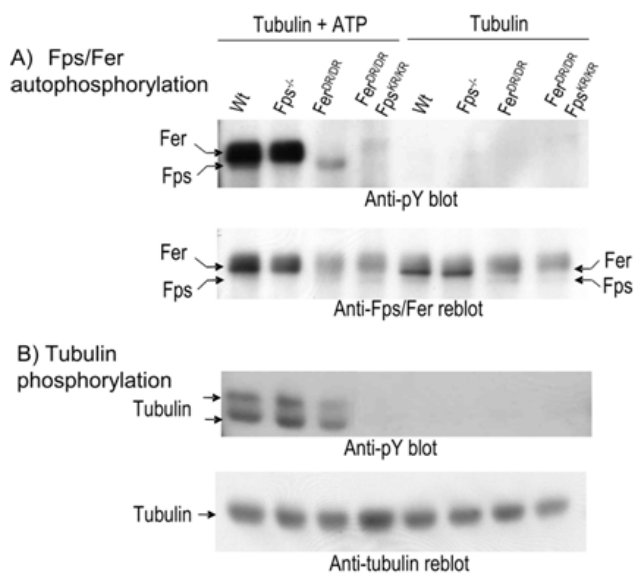 Tubulin + ATP Tubulin
A) Fps/Fer
autophosphorylation
Wt Fps-/- FerDR/DR FerDR/DR FpsKR/KR Wt Fps-/- FerDR/DR FerDR/DR FpsKR/KR
Fer
Fps
Anti-pY blot
Fer Fer
Fps Fps
Anti-Fps/Fer reblot
B) Tubulin
phosphorylation
Tubulin
Anti-pY blot
Tubulin
Anti-tubulin reblot